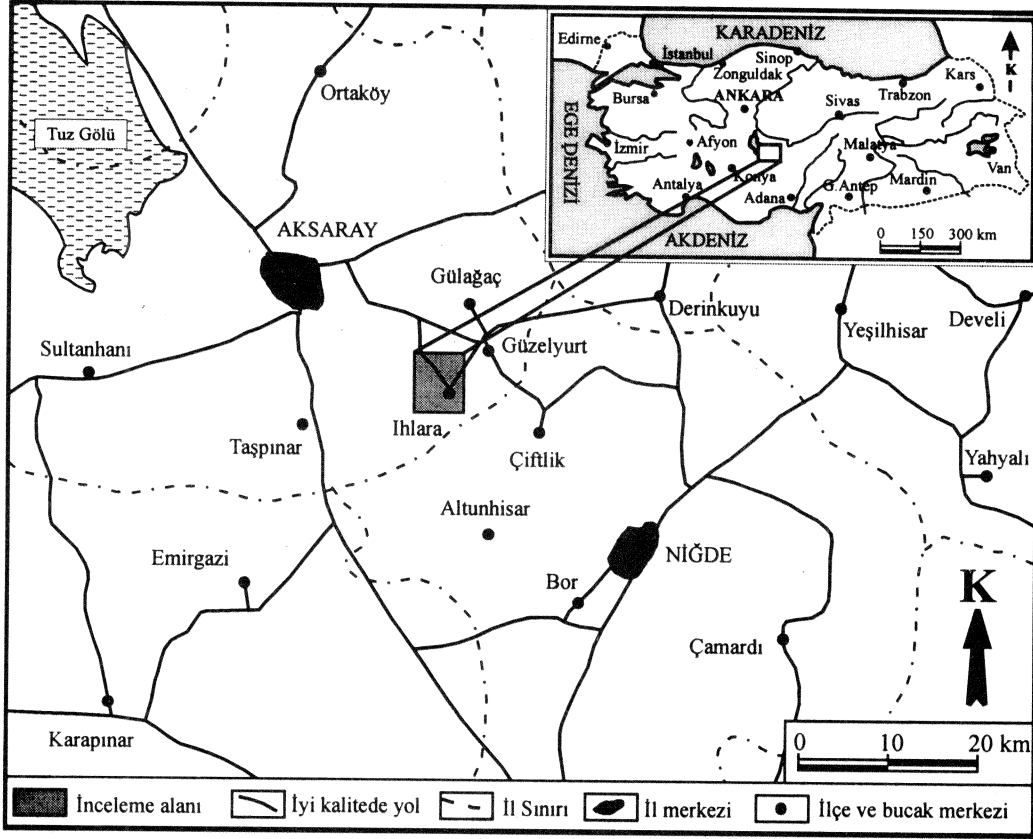 KARADENİZ
Edirne
İstanbul
Sinop
Zonguldak
Kars
K
Bursa
ANKARA
Sivas
Trabzon
EGE DENİZİ
İzmir
Afyon
Malatya
Van
Konya
Antalya
Adana
G.Antep
Mardin
AKDENİZ
0 150 300 km
Tuz Gölü
Ortaköy
AKSARAY
Gülağaç
Derinkuyu
Yeşilhisar
Develi
Sultanhanı
Güzelyurt
Ihlara
Taşpınar
Çiftlik
Yahyalı
Altunhisar
Emirgazi
NİĞDE
Bor
K
Çamardı
Karapınar
0 10 20 km
İnceleme alanı
İyi kalitede yol
İl Sınırı
İl merkezi
İlçe ve bucak merkezi